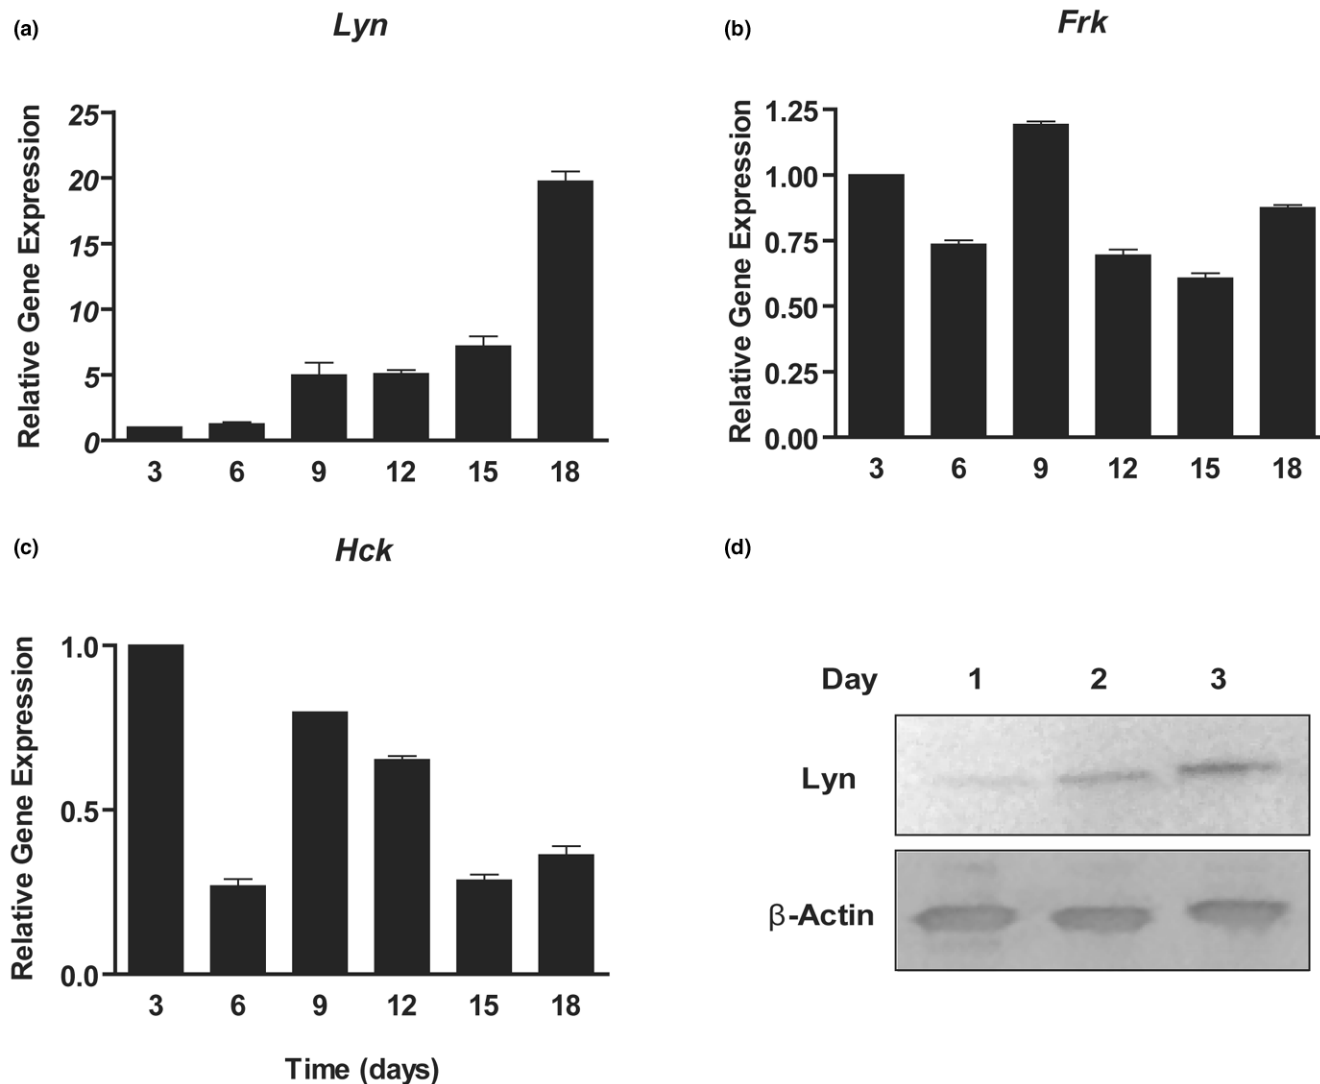 (a)
Lyn
Relative Gene Expression
25
20
15
10
5
0
3 6 9 12 15 18
(b)
Frk
Relative Gene Expression
1.25
1.00
0.75
0.50
0.25
0.00
3 6 9 12 15 18
(c)
Hck
Relative Gene Expression
1.0
0.5
0.0
3 6 9 12 15 18
Time (days)
(d)
Day 1 2 3
Lyn
β-Actin